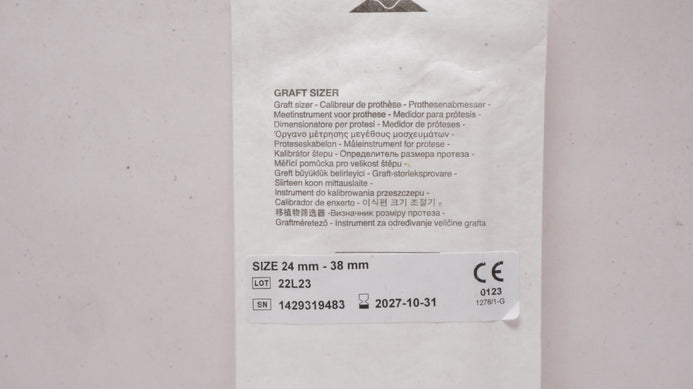 GRAFT SIZER
Graft sizer - Calibreur de prothèse - Prothesenabmesser -
Meetinstrument voor prothese - Medidor para prótesis -
Dimensionatore per protesi - Medidor de próteses -
Όργανο μέτρησης μεγέθους μοσχευμάτων -
Proteseskabelon - Måleinstrument for protese -
Kalibrátor štepu - Определитель размера протеза -
Měřicí pomůcka pro velikost štěpu -
Greft büyüklük belirleyici - Graft-storleksprovare -
Siirteen koon mittauslaite -
Instrument do kalibrowania przeszczepu -
Calibrador de enxerto - 이식편 크기 조절기 -
移植物筛选器 -Визначник розміру протеза -
Graftméretező - Instrument za određivanje veličine grafta
SIZE 24 mm - 38 mm
LOT 22L23
SN 1429319483 2027-10-31
CE
0123
1278/1-G